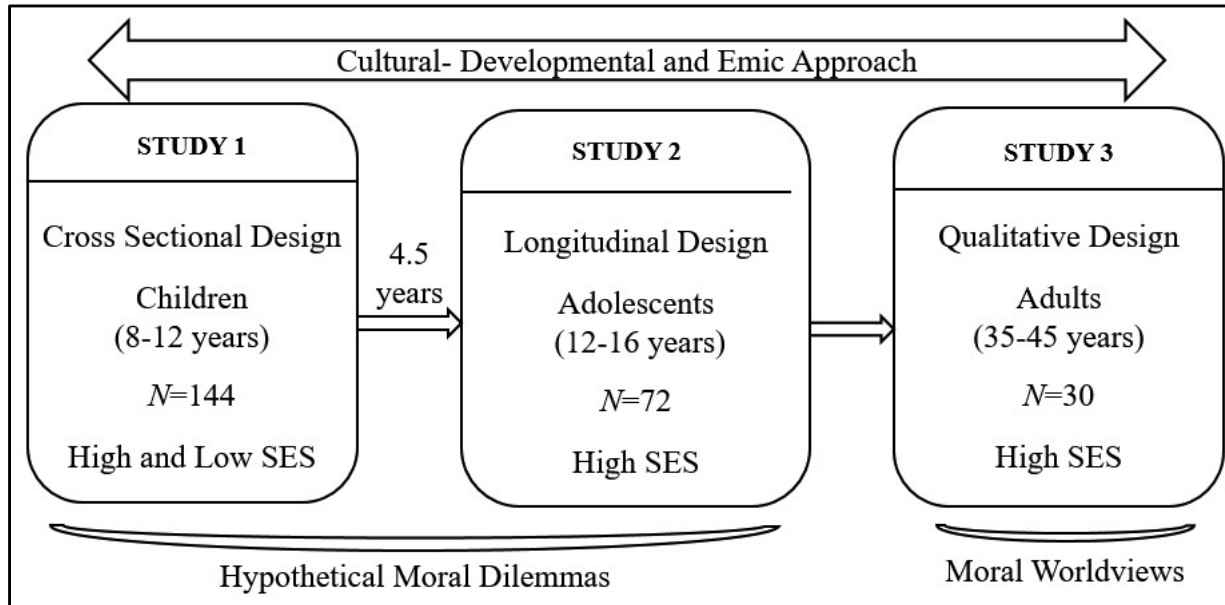 Cultural- Developmental and Emic Approach
STUDY 1
Cross Sectional Design
Children
(8-12 years)
N=144
High and Low SES
4.5
years
STUDY 2
Longitudinal Design
Adolescents
(12-16 years)
N=72
High SES
STUDY 3
Qualitative Design
Adults
(35-45 years)
N=30
High SES
Hypothetical Moral Dilemmas
Moral Worldviews